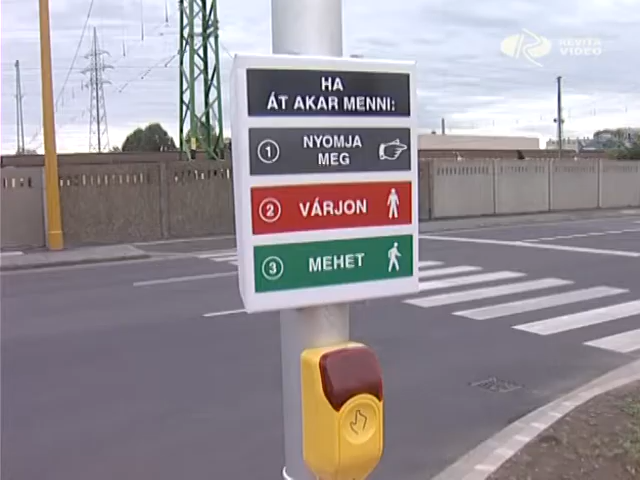 REVITA
VIDEO
HA
ÁT AKAR MENNI:
1 NYOMJA
MEG
2 VÁRJON
3 MEHET